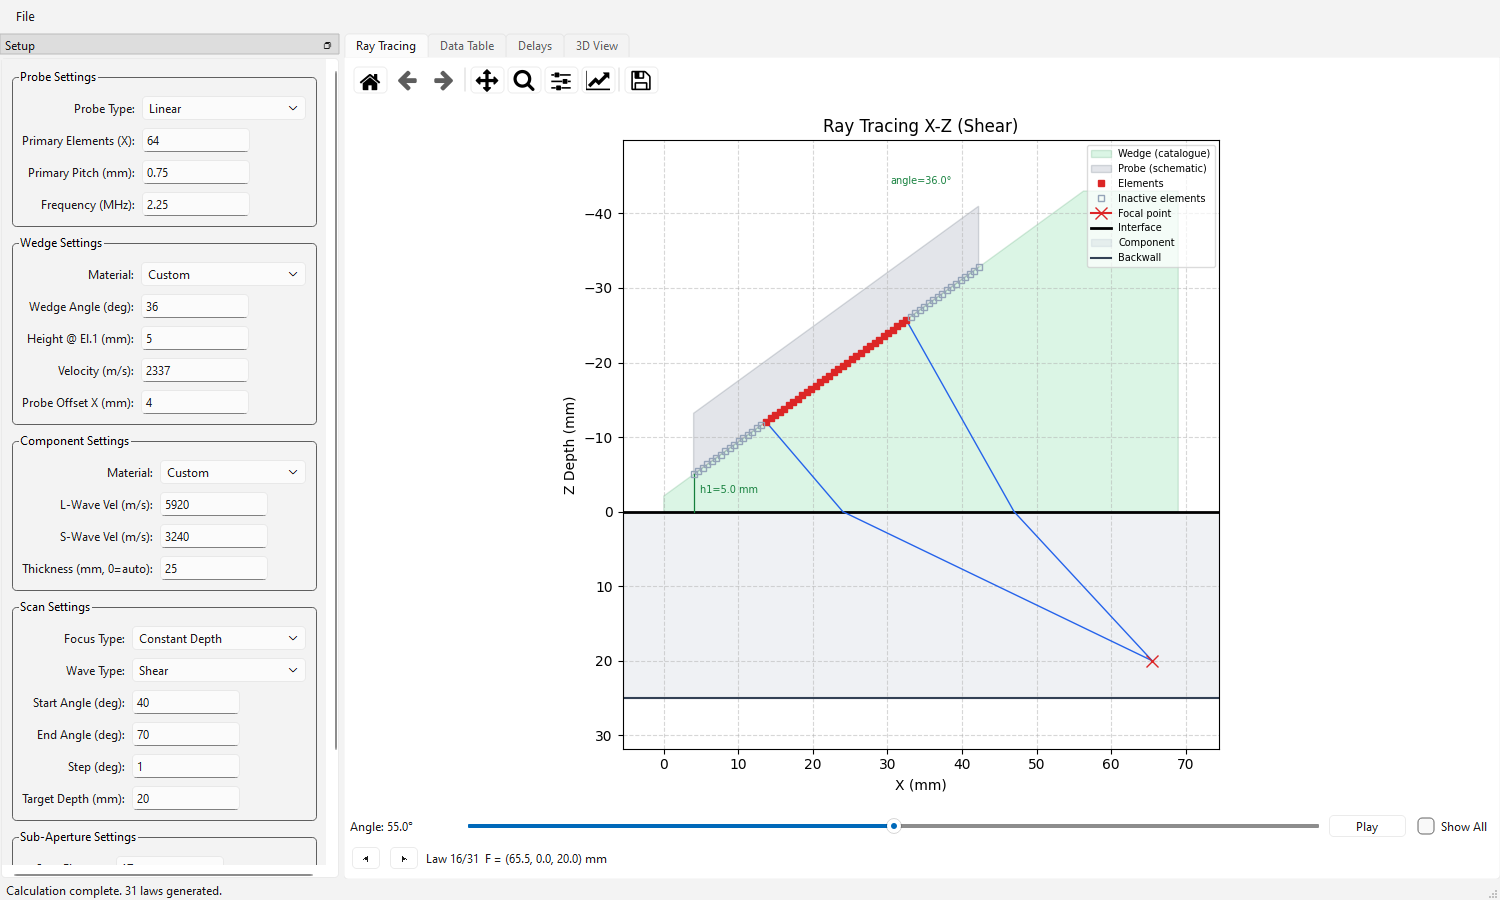 File
Setup
Ray Tracing
Data Table
Delays
3D View
Probe Settings
Probe Type: Linear
Primary Elements (X): 64
Primary Pitch (mm): 0.75
Frequency (MHz): 2.25
Wedge Settings
Material: Custom
Wedge Angle (deg): 36
Height @ El.1 (mm): 5
Velocity (m/s): 2337
Probe Offset X (mm): 4
Component Settings
Material: Custom
L-Wave Vel (m/s): 5920
S-Wave Vel (m/s): 3240
Thickness (mm, 0=auto): 25
Scan Settings
Focus Type: Constant Depth
Wave Type: Shear
Start Angle (deg): 40
End Angle (deg): 70
Step (deg): 1
Target Depth (mm): 20
Sub-Aperture Settings
Ray Tracing X-Z (Shear)
Wedge (catalogue)
Probe (schematic)
Elements
Inactive elements
Focal point
Interface
Component
Backwall
angle=36.0°
h1=5.0 mm
Z Depth (mm)
−40
−30
−20
−10
0
10
20
30
0 10 20 30 40 50 60 70
X (mm)
Angle: 55.0°
Play
Show All
Law 16/31 F = (65.5, 0.0, 20.0) mm
Calculation complete. 31 laws generated.